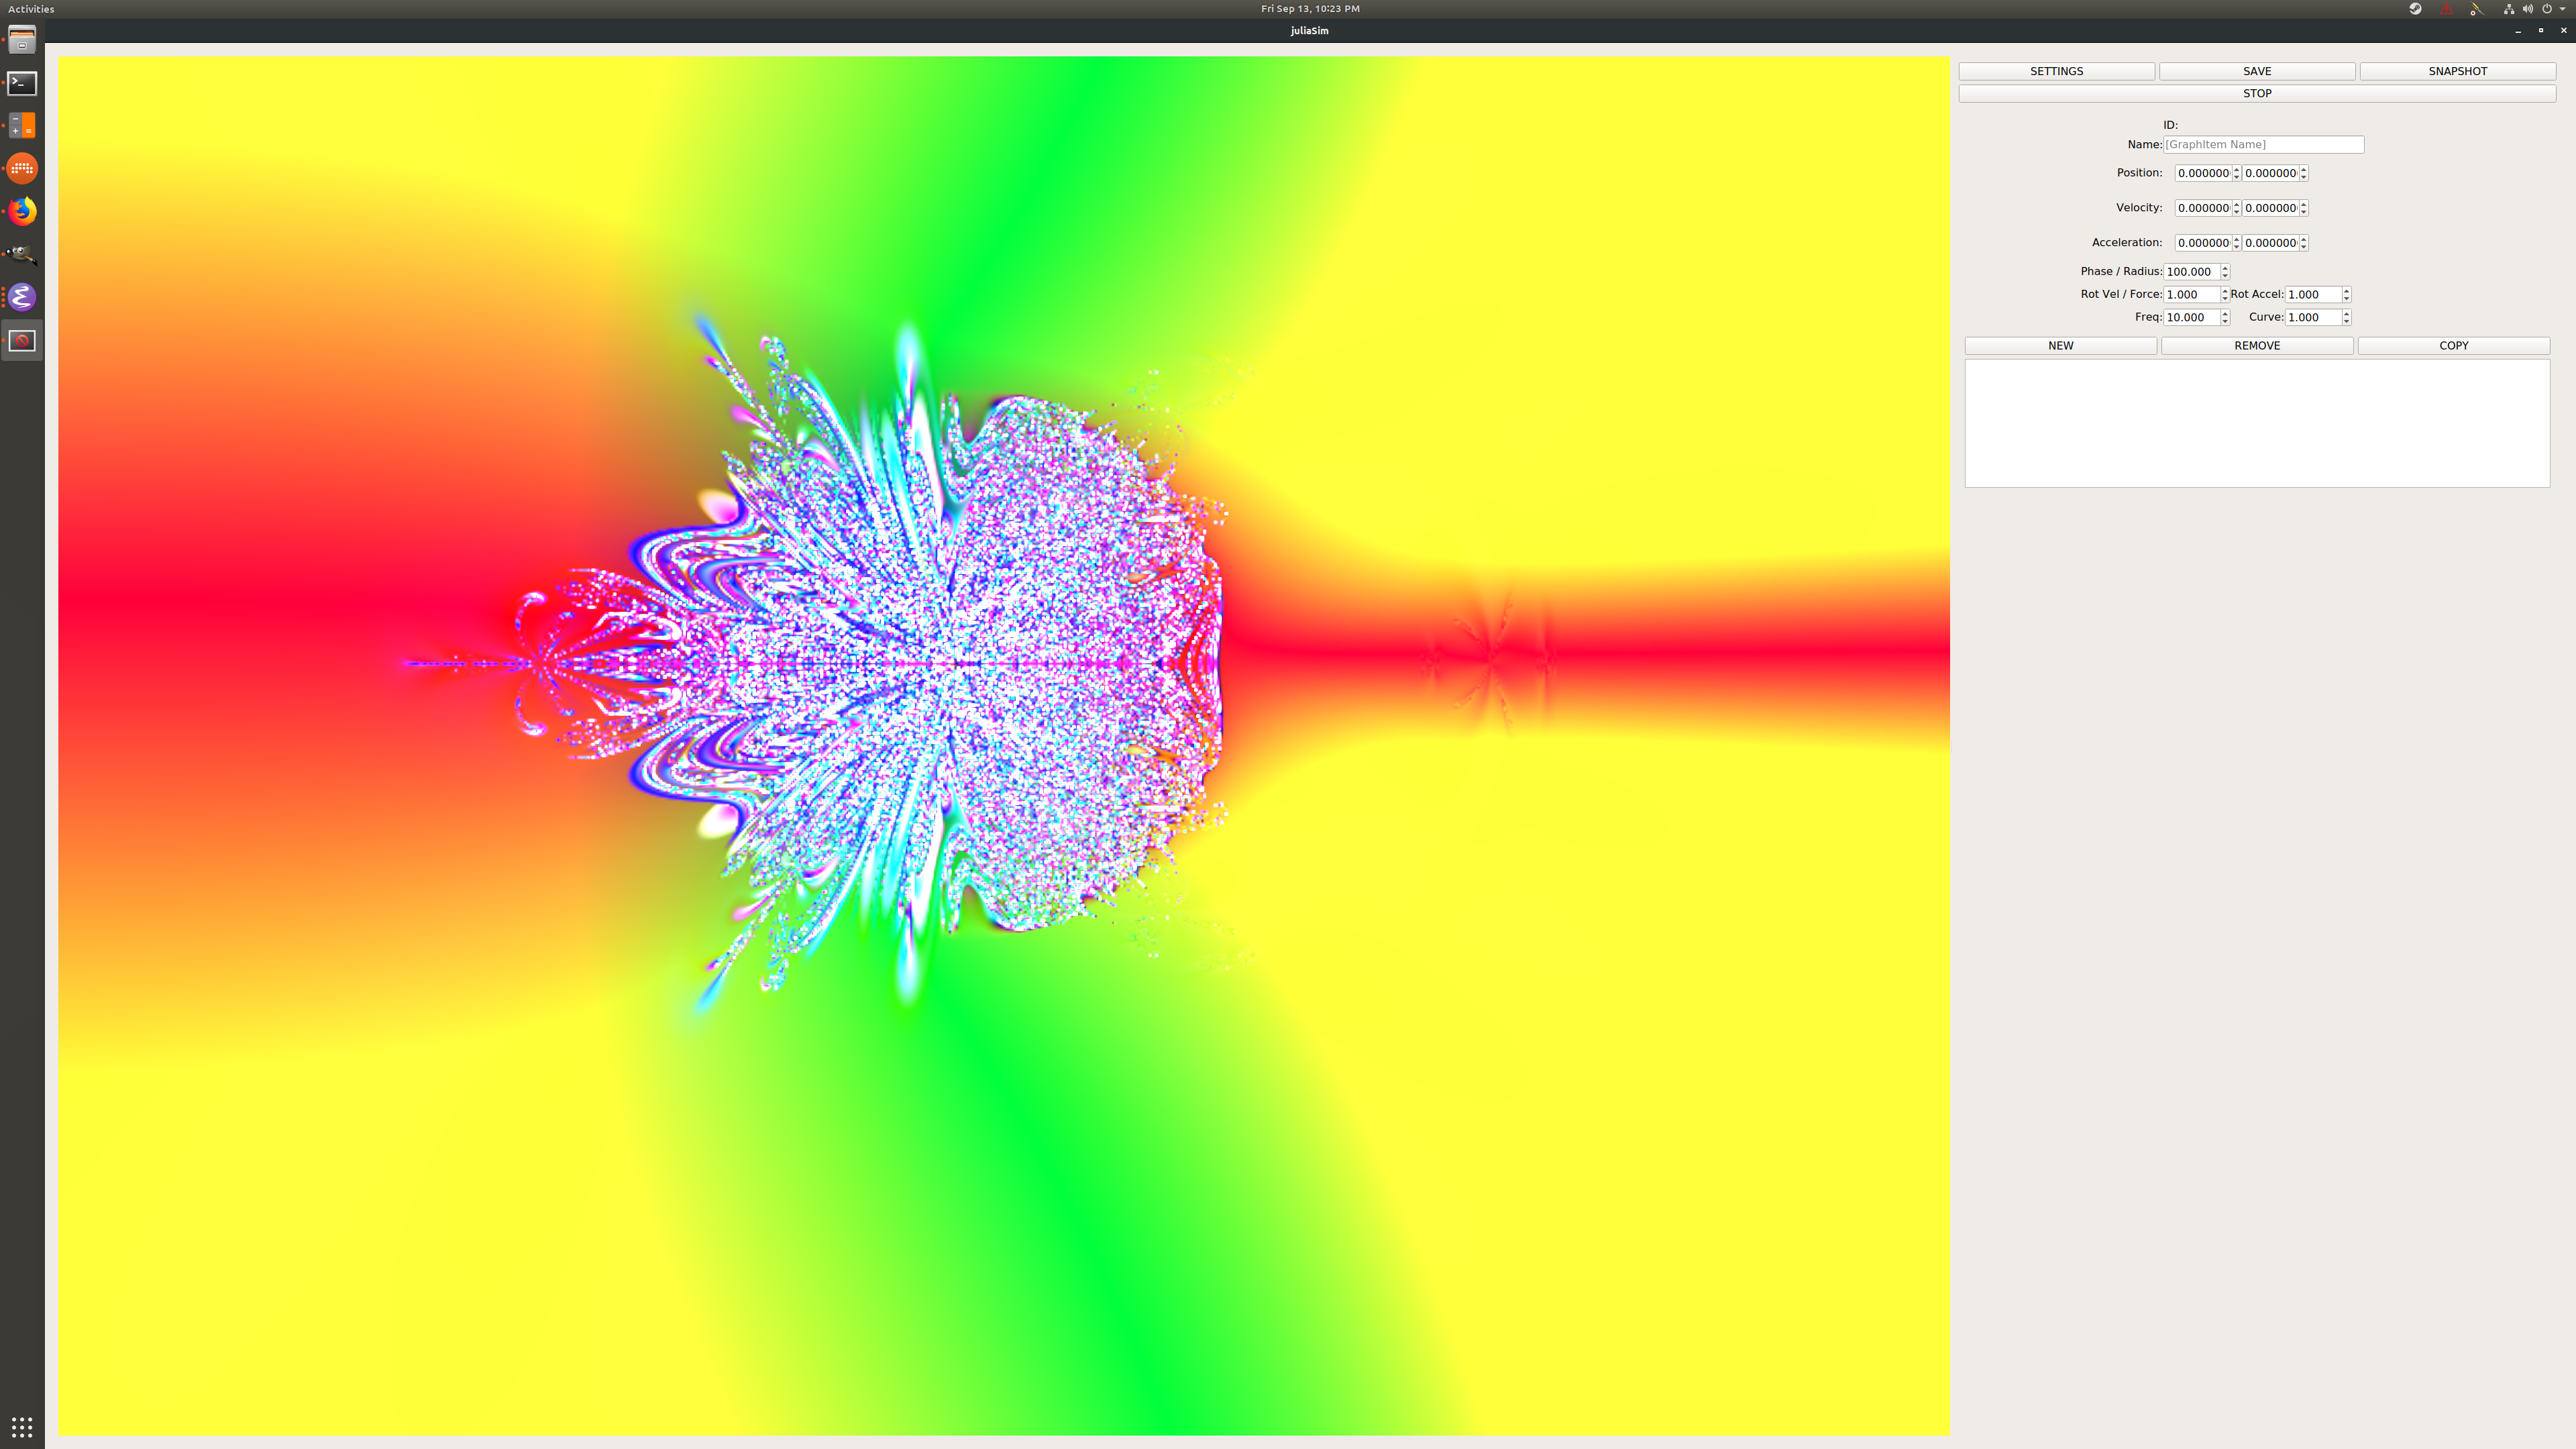 Activities
Fri Sep 13, 10:23 PM
juliaSim
SETTINGS SAVE SNAPSHOT
STOP
ID:
Name: [GraphItem Name]
Position: 0.000000 0.000000
Velocity: 0.000000 0.000000
Acceleration: 0.000000 0.000000
Phase / Radius: 100.000
Rot Vel / Force: 1.000 Rot Accel: 1.000
Freq: 10.000 Curve: 1.000
NEW REMOVE COPY